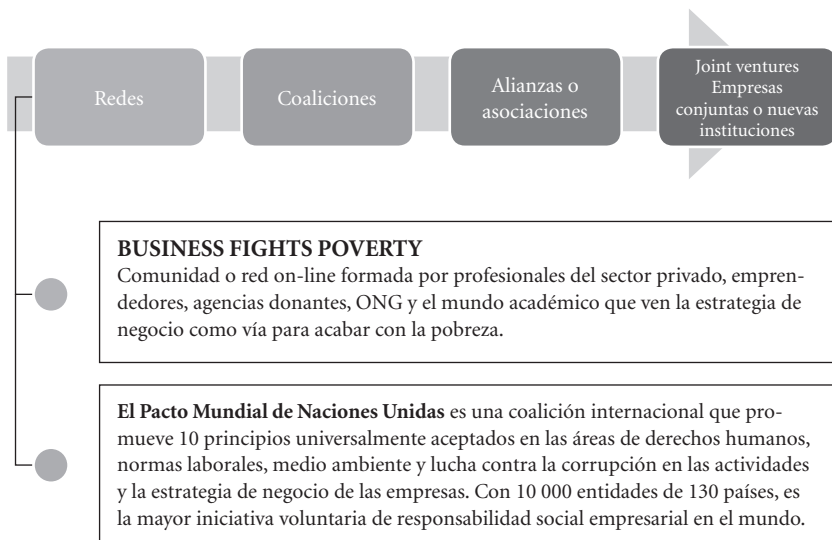 Redes
Coaliciones
Alianzas o
asociaciones
Joint ventures
Empresas
conjuntas o nuevas
instituciones
BUSINESS FIGHTS POVERTY
Comunidad o red on-line formada por profesionales del sector privado, empren-
dedores, agencias donantes, ONG y el mundo académico que ven la estrategia de
negocio como vía para acabar con la pobreza.
El Pacto Mundial de Naciones Unidas es una coalición internacional que pro-
mueve 10 principios universalmente aceptados en las áreas de derechos humanos,
normas laborales, medio ambiente y lucha contra la corrupción en las actividades
y la estrategia de negocio de las empresas. Con 10 000 entidades de 130 países, es
la mayor iniciativa voluntaria de responsabilidad social empresarial en el mundo.